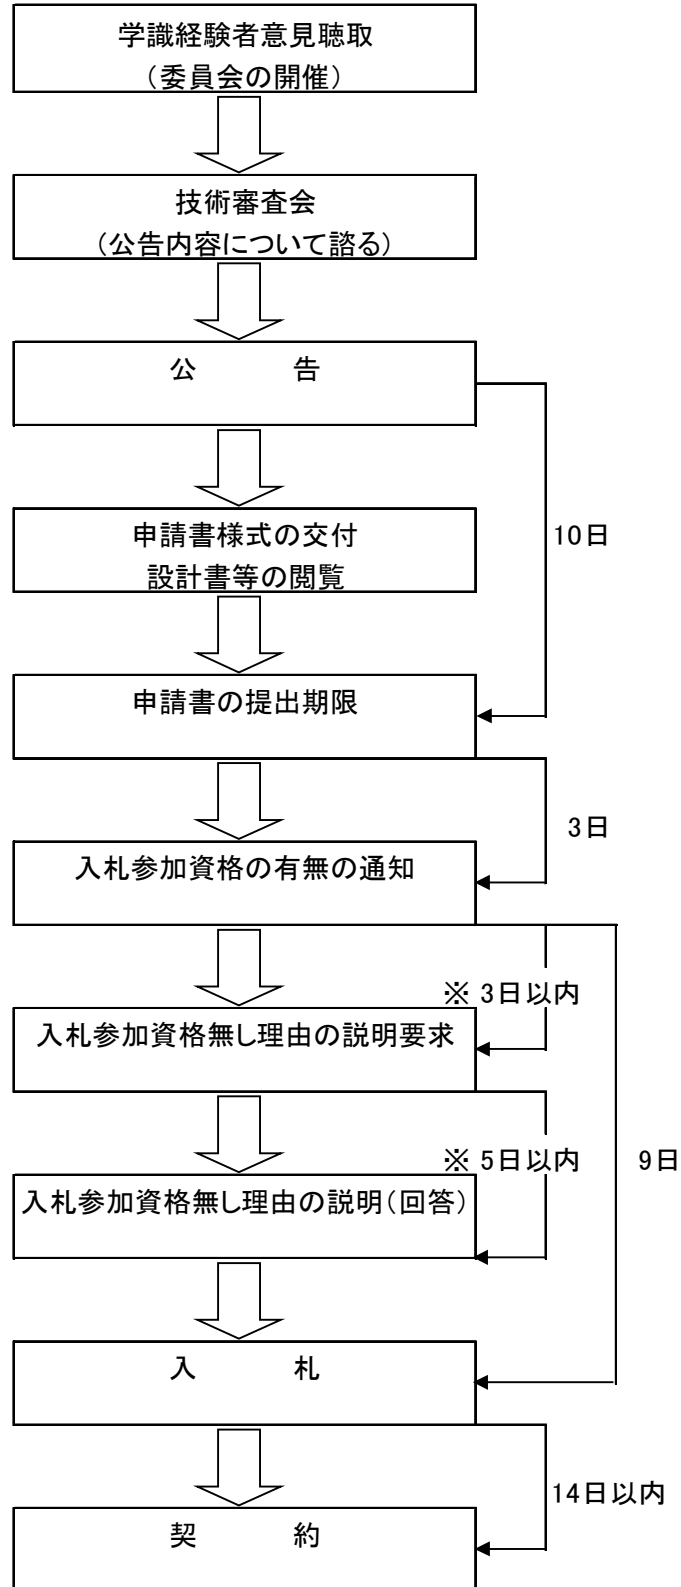 学識経験者意見聴取
（委員会の開催）
技術審査会
（公告内容について諮る）
公　　　告
申請書様式の交付
設計書等の閲覧
10日
申請書の提出期限
3日
入札参加資格の有無の通知
※ 3日以内
入札参加資格無し理由の説明要求
※ 5日以内
9日
入札参加資格無し理由の説明（回答）
入　　　札
14日以内
契　　　約